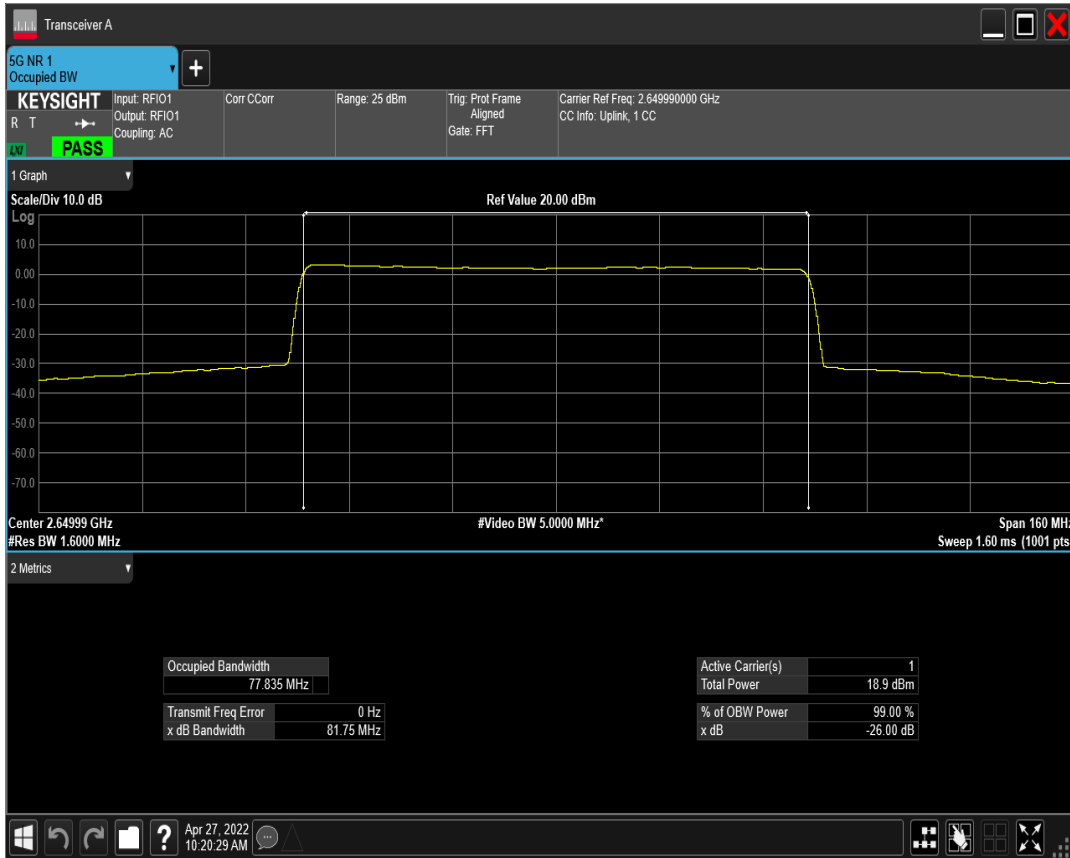 Transceiver A
5G NR 1
Occupied BW
+
KEYSIGHT
R T
LXI
PASS
Input: RFIO1
Output: RFIO1
Coupling: AC
Corr CCorr
Range: 25 dBm
Trig: Prot Frame
Aligned
Gate: FFT
Carrier Ref Freq: 2.649990000 GHz
CC Info: Uplink, 1 CC
1 Graph
Scale/Div 10.0 dB
Ref Value 20.00 dBm
Log
10.0
0.00
-10.0
-20.0
-30.0
-40.0
-50.0
-60.0
-70.0
Center 2.64999 GHz
#Video BW 5.0000 MHz*
Span 160 MHz
#Res BW 1.6000 MHz
Sweep 1.60 ms (1001 pts
2 Metrics
Occupied Bandwidth
77.835 MHz
Transmit Freq Error 0 Hz
x dB Bandwidth 81.75 MHz
Active Carrier(s) 1
Total Power 18.9 dBm
% of OBW Power 99.00 %
x dB -26.00 dB
?
Apr 27, 2022
10:20:29 AM